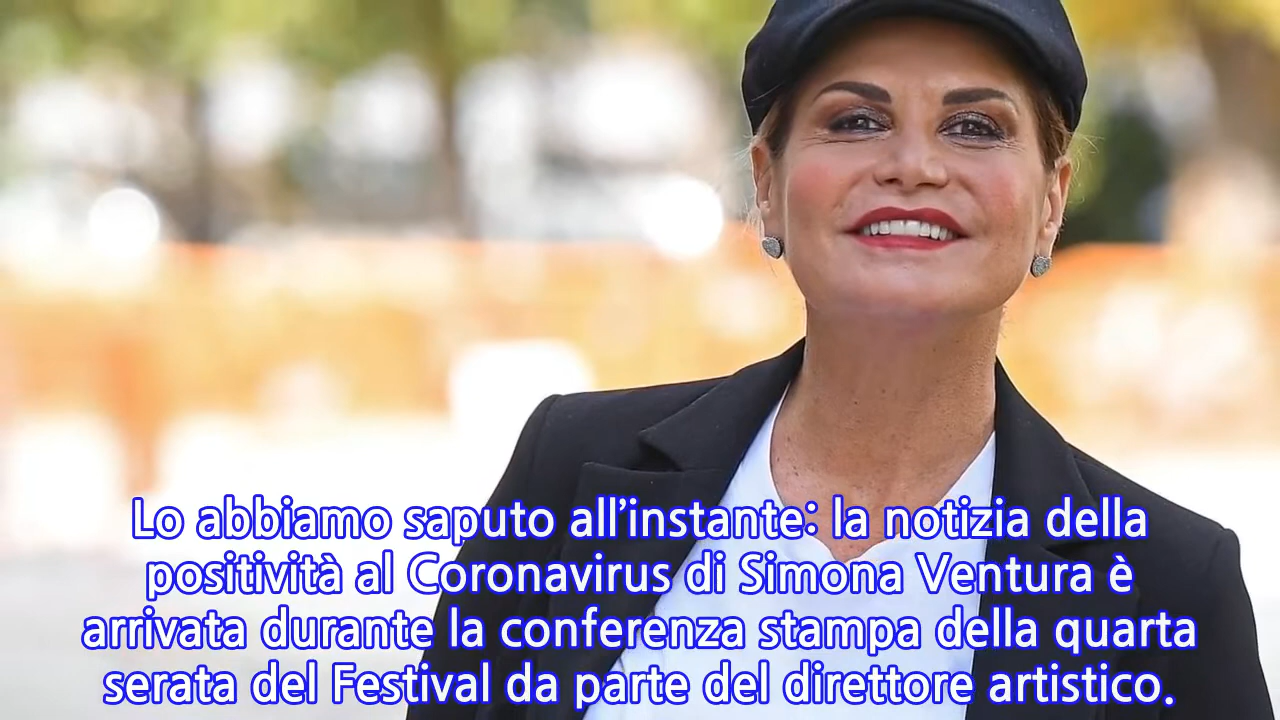 Lo abbiamo saputo all’instante: la notizia della
positività al Coronavirus di Simona Ventura è
arrivata durante la conferenza stampa della quarta
serata del Festival da parte del direttore artistico.